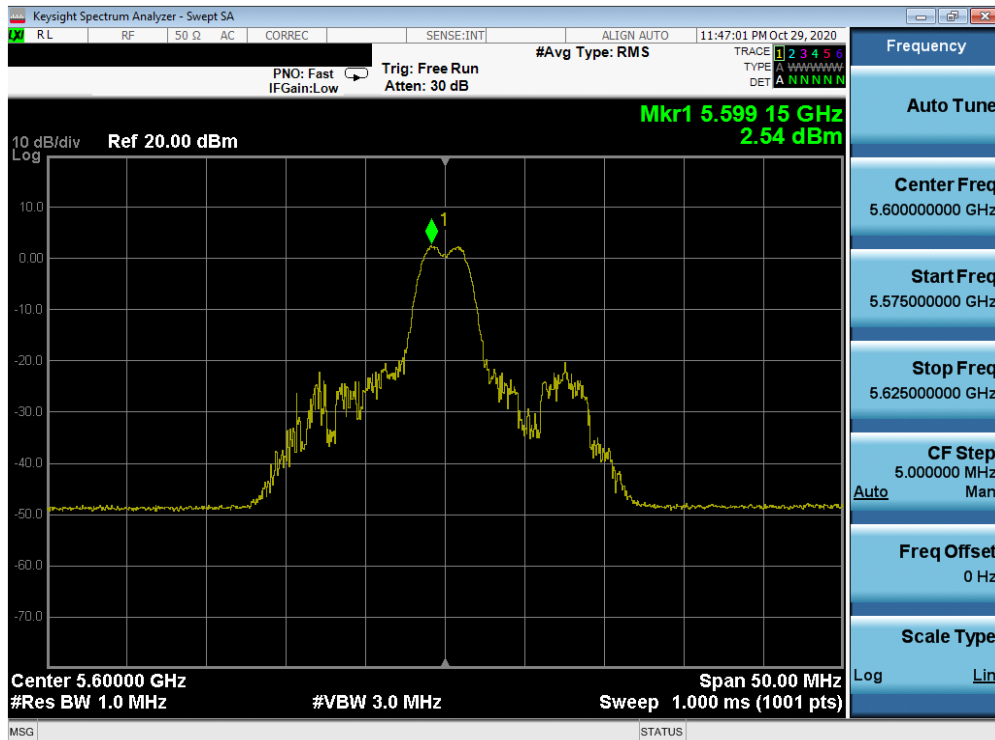 Keysight Spectrum Analyzer - Swept SA
LXI RL RF 50 Ω AC CORREC SENSE:INT ALIGN AUTO 11:47:01 PM Oct 29, 2020
#Avg Type: RMS
TRACE 1 2 3 4 5 6
TYPE A WWWWWW
DET A N N N N N
PNO: Fast Trig: Free Run
IFGain:Low Atten: 30 dB
Mkr1 5.599 15 GHz
2.54 dBm
10 dB/div Ref 20.00 dBm
Log
1
10.0
0.00
-10.0
-20.0
-30.0
-40.0
-50.0
-60.0
-70.0
Center 5.60000 GHz Span 50.00 MHz
#Res BW 1.0 MHz #VBW 3.0 MHz Sweep 1.000 ms (1001 pts)
MSG STATUS
Frequency
Auto Tune
Center Freq
5.600000000 GHz
Start Freq
5.575000000 GHz
Stop Freq
5.625000000 GHz
CF Step
5.000000 MHz
Auto Man
Freq Offset
0 Hz
Scale Type
Log Lin